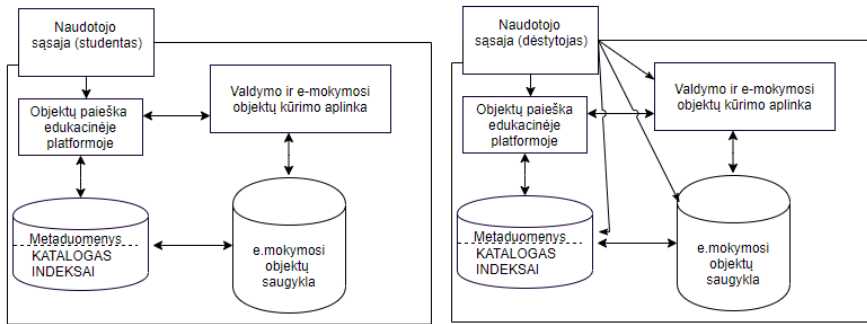 Naudotojo
sąsaja (studentas)
Valdymo ir e-mokymosi
objektų kūrimo aplinka
Objektų paieška
edukacinėje
platformoje
Metaduomenys
KATALOGAS
INDEKSAI
e.mokymosi
objektų
saugykla
Naudotojo
sąsaja (dėstytojas)
Valdymo ir e-mokymosi
objektų kūrimo aplinka
Objektų paieška
edukacinėje
platformoje
Metaduomenys
KATALOGAS
INDEKSAI
e.mokymosi
objektų
saugykla